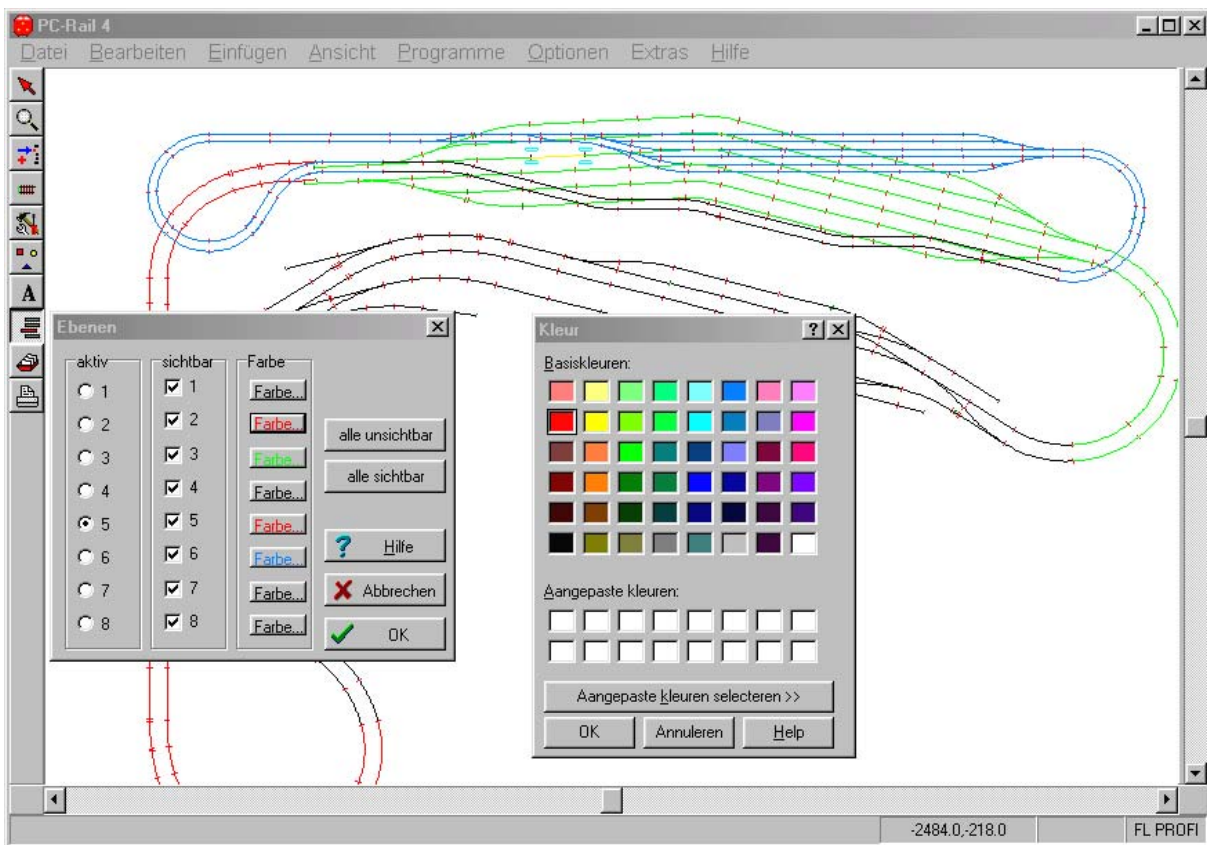 PC-Rail 4
Datei Bearbeiten Einfügen Ansicht Programme Optionen Extras Hilfe
A
Ebenen
aktiv sichtbar Farbe
1 1 Farbe...
2 2 Farbe...
3 3 Farbe...
4 4 Farbe...
5 5 Farbe...
6 6 Farbe...
7 7 Farbe...
8 8 Farbe...
alle unsichtbar
alle sichtbar
? Hilfe
Abbrechen
OK
Kleur
Basiskleuren:
Aangepaste kleuren:
Aangepaste kleuren selecteren >>
OK Annuleren Help
-2484.0,-218.0 FL PROFI